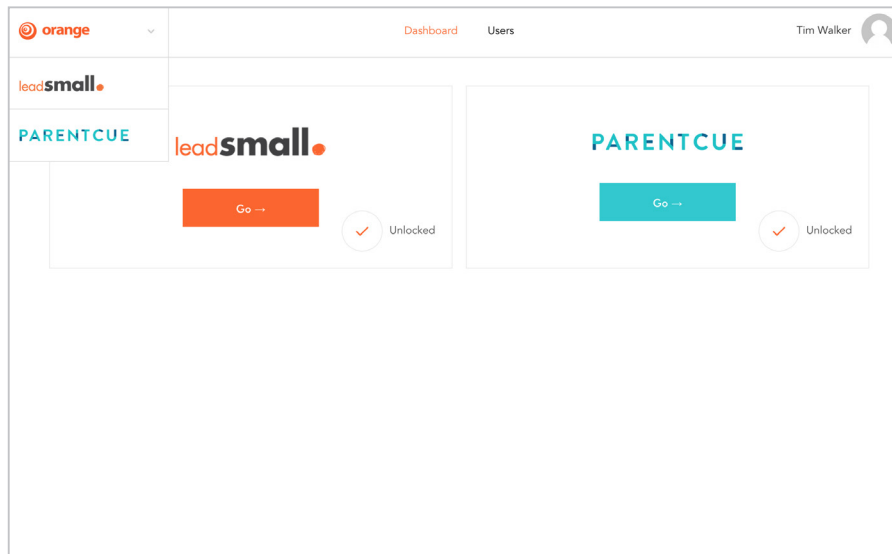 orange
Dashboard
Users
Tim Walker
leadsmall.
PARENTCUE
leadsmall.
Go →
Unlocked
PARENTCUE
Go →
Unlocked